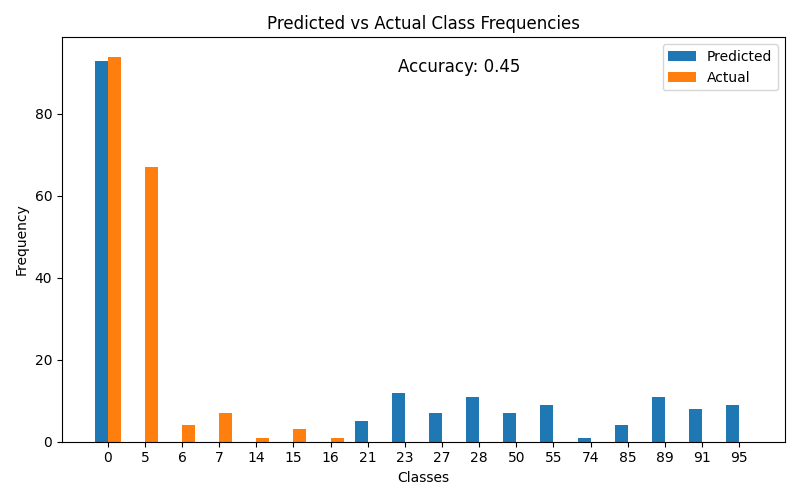 Predicted vs Actual Class Frequencies
Accuracy: 0.45
Predicted
Actual
Frequency
80
60
40
20
0
0 5 6 7 14 15 16 21 23 27 28 50 55 74 85 89 91 95
Classes